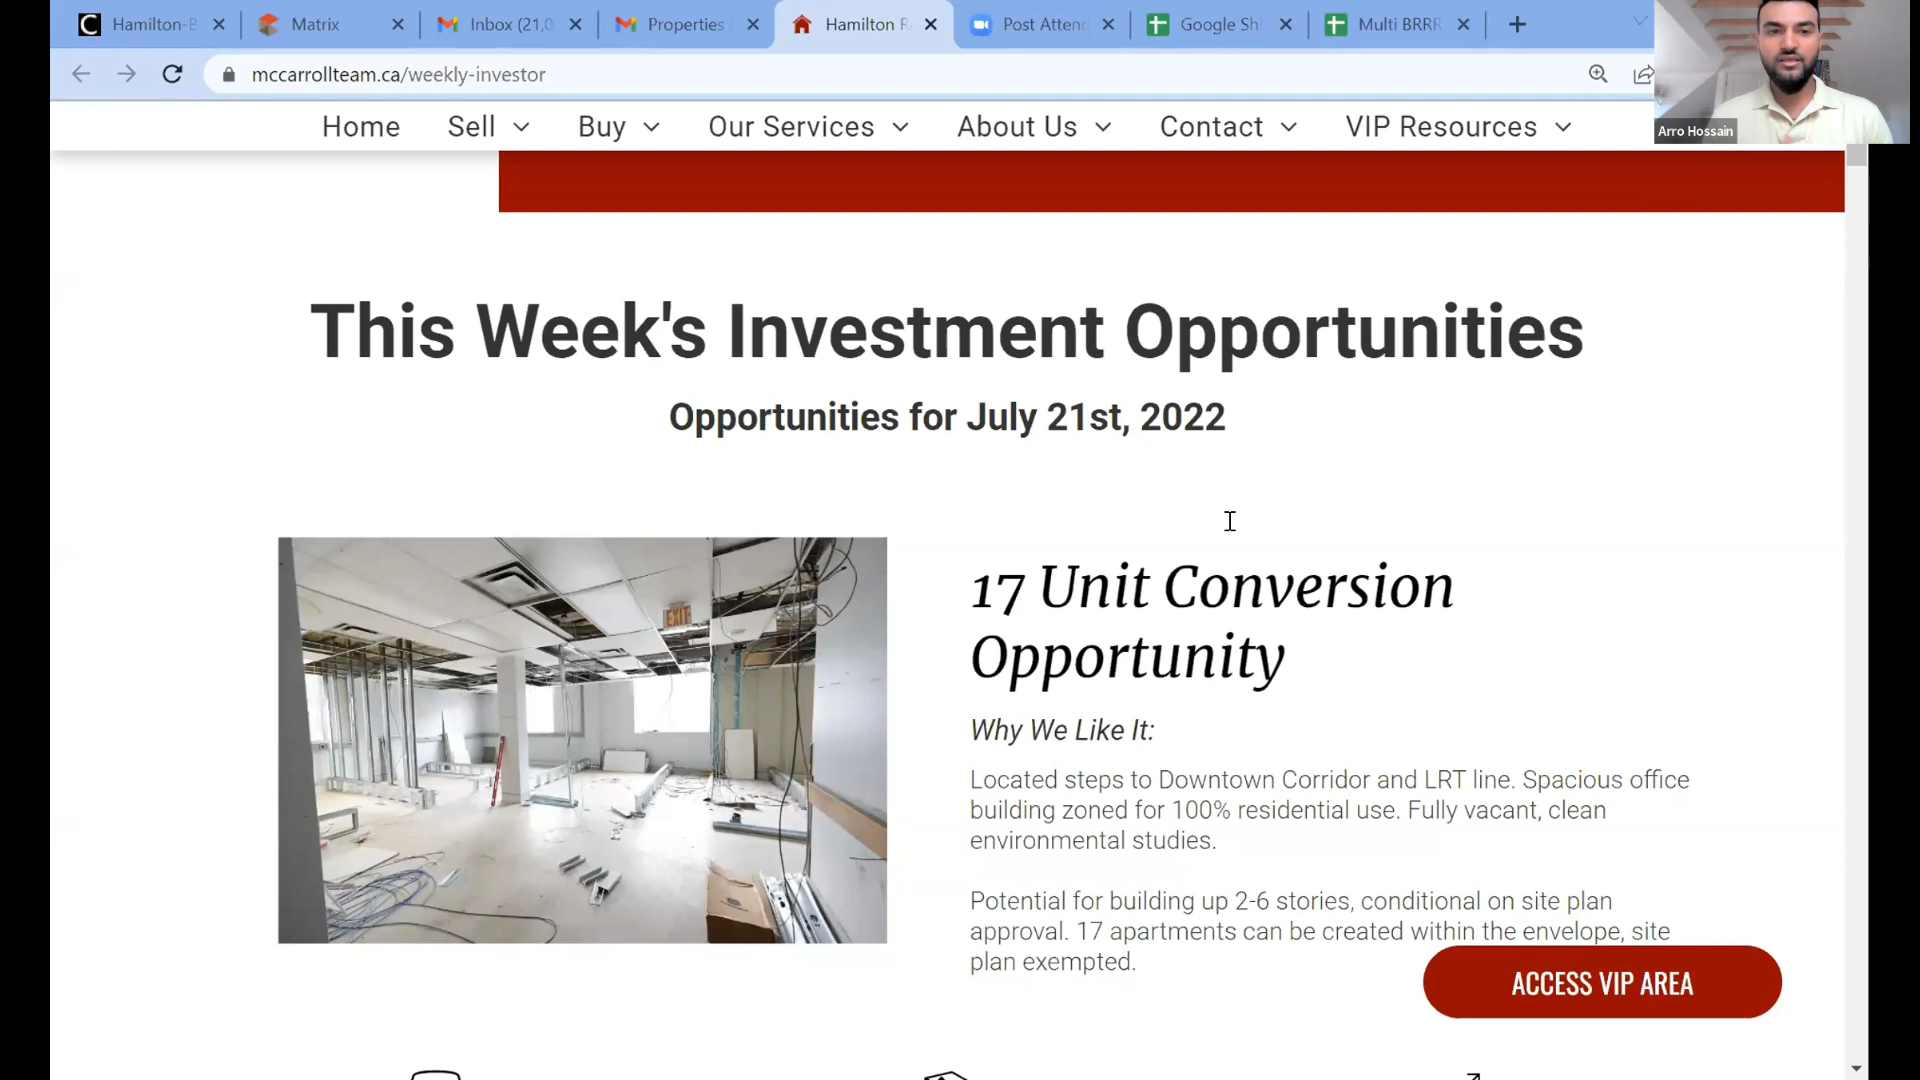 Hamilton-B
Matrix
Inbox (21,0
Properties
Hamilton R
Post Attend
Google Sh
Multi BRRR
mccarrollteam.ca/weekly-investor
Arro Hossain
Home Sell Buy Our Services About Us Contact VIP Resources
This Week's Investment Opportunities
Opportunities for July 21st, 2022
EXIT
17 Unit Conversion
Opportunity
Why We Like It:
Located steps to Downtown Corridor and LRT line. Spacious office
building zoned for 100% residential use. Fully vacant, clean
environmental studies.
Potential for building up 2-6 stories, conditional on site plan
approval. 17 apartments can be created within the envelope, site
plan exempted.
ACCESS VIP AREA